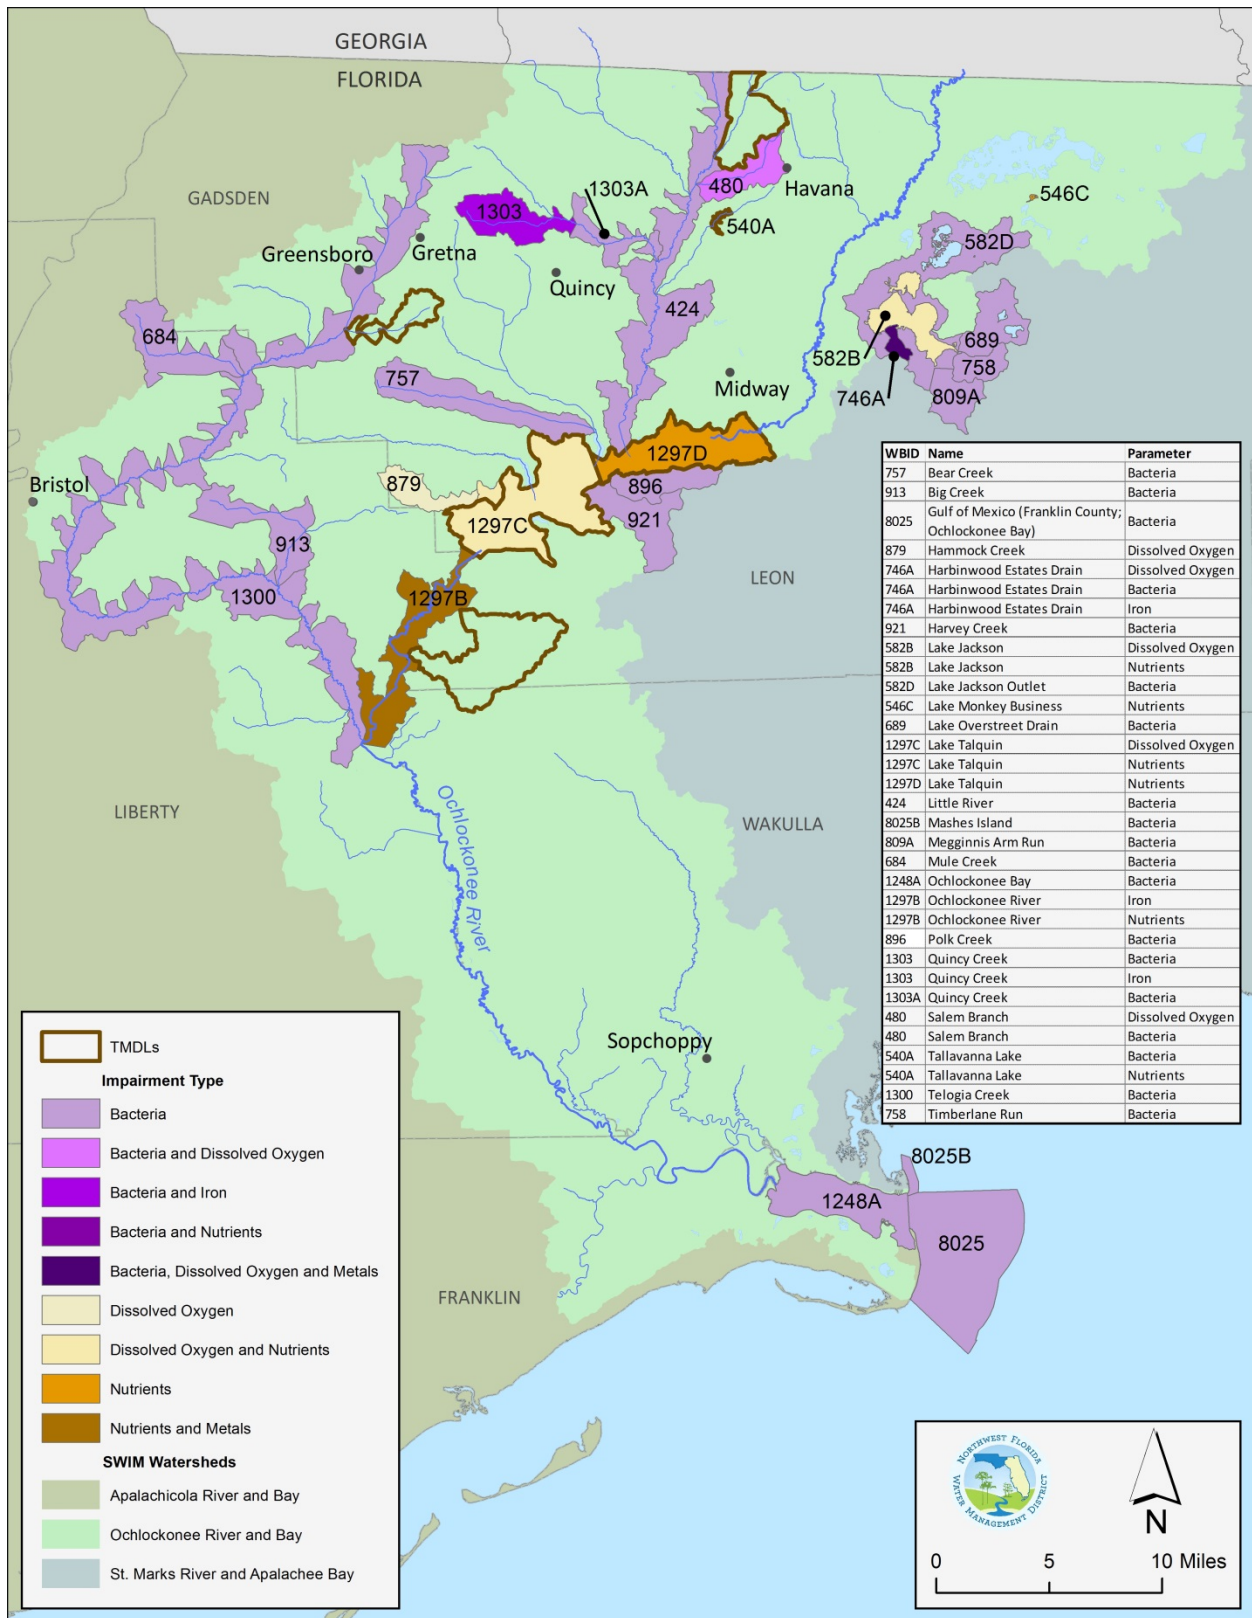 GEORGIA
FLORIDA
GADSDEN
1303A
480
Havana
546C
1303
540A
582D
Greensboro
Gretna
Quincy
424
684
582B
689
757
Midway
746A
758
809A
1297D
Bristol
879
896
1297C
921
913
LEON
1300
1297B
LIBERTY
Ochlockonee River
WAKULLA
Sopchoppy
8025B
1248A
8025
FRANKLIN
WBID Name Parameter
757 Bear Creek Bacteria
913 Big Creek Bacteria
8025 Gulf of Mexico (Franklin County; Ochlockonee Bay) Bacteria
879 Hammock Creek Dissolved Oxygen
746A Harbinwood Estates Drain Dissolved Oxygen
746A Harbinwood Estates Drain Bacteria
746A Harbinwood Estates Drain Iron
921 Harvey Creek Bacteria
582B Lake Jackson Dissolved Oxygen
582B Lake Jackson Nutrients
582D Lake Jackson Outlet Bacteria
546C Lake Monkey Business Nutrients
689 Lake Overstreet Drain Bacteria
1297C Lake Talquin Dissolved Oxygen
1297C Lake Talquin Nutrients
1297D Lake Talquin Nutrients
424 Little River Bacteria
8025B Mashes Island Bacteria
809A Megginnis Arm Run Bacteria
684 Mule Creek Bacteria
1248A Ochlockonee Bay Bacteria
1297B Ochlockonee River Iron
1297B Ochlockonee River Nutrients
896 Polk Creek Bacteria
1303 Quincy Creek Bacteria
1303 Quincy Creek Iron
1303A Quincy Creek Bacteria
480 Salem Branch Dissolved Oxygen
480 Salem Branch Bacteria
540A Tallavanna Lake Bacteria
540A Tallavanna Lake Nutrients
1300 Telogia Creek Bacteria
758 Timberlane Run Bacteria
TMDLs
Impairment Type
Bacteria
Bacteria and Dissolved Oxygen
Bacteria and Iron
Bacteria and Nutrients
Bacteria, Dissolved Oxygen and Metals
Dissolved Oxygen
Dissolved Oxygen and Nutrients
Nutrients
Nutrients and Metals
SWIM Watersheds
Apalachicola River and Bay
Ochlockonee River and Bay
St. Marks River and Apalachee Bay
NORTHWEST FLORIDA
WATER MANAGEMENT DISTRICT
N
0 5 10 Miles